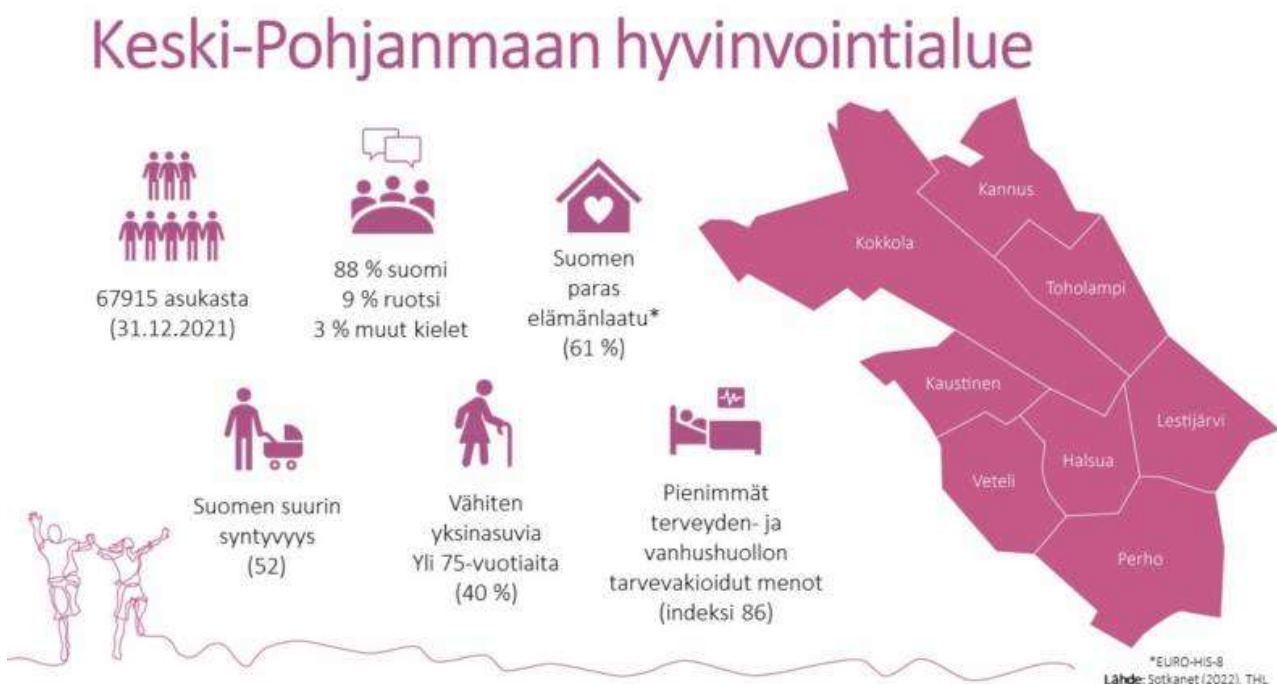 Keski-Pohjanmaan hyvinvointialue
67915 asukasta
(31.12.2021)
88 % suomi
9 % ruotsi
3 % muut kielet
Suomen
paras
elämänlaatu*
(61 %)
Suomen suurin
syntyvyys
(52)
Vähiten
yksinasuvia
Yli 75-vuotiaita
(40 %)
Pienimmät
terveyden- ja
vanhushuollon
tarvevakioidut menot
(indeksi 86)
Kannus
Kokkola
Toholampi
Kaustinen
Lestijärvi
Halsua
Veteli
Perho
*EURO-HIS-8
Lähde: Sotkanet (2022), THL